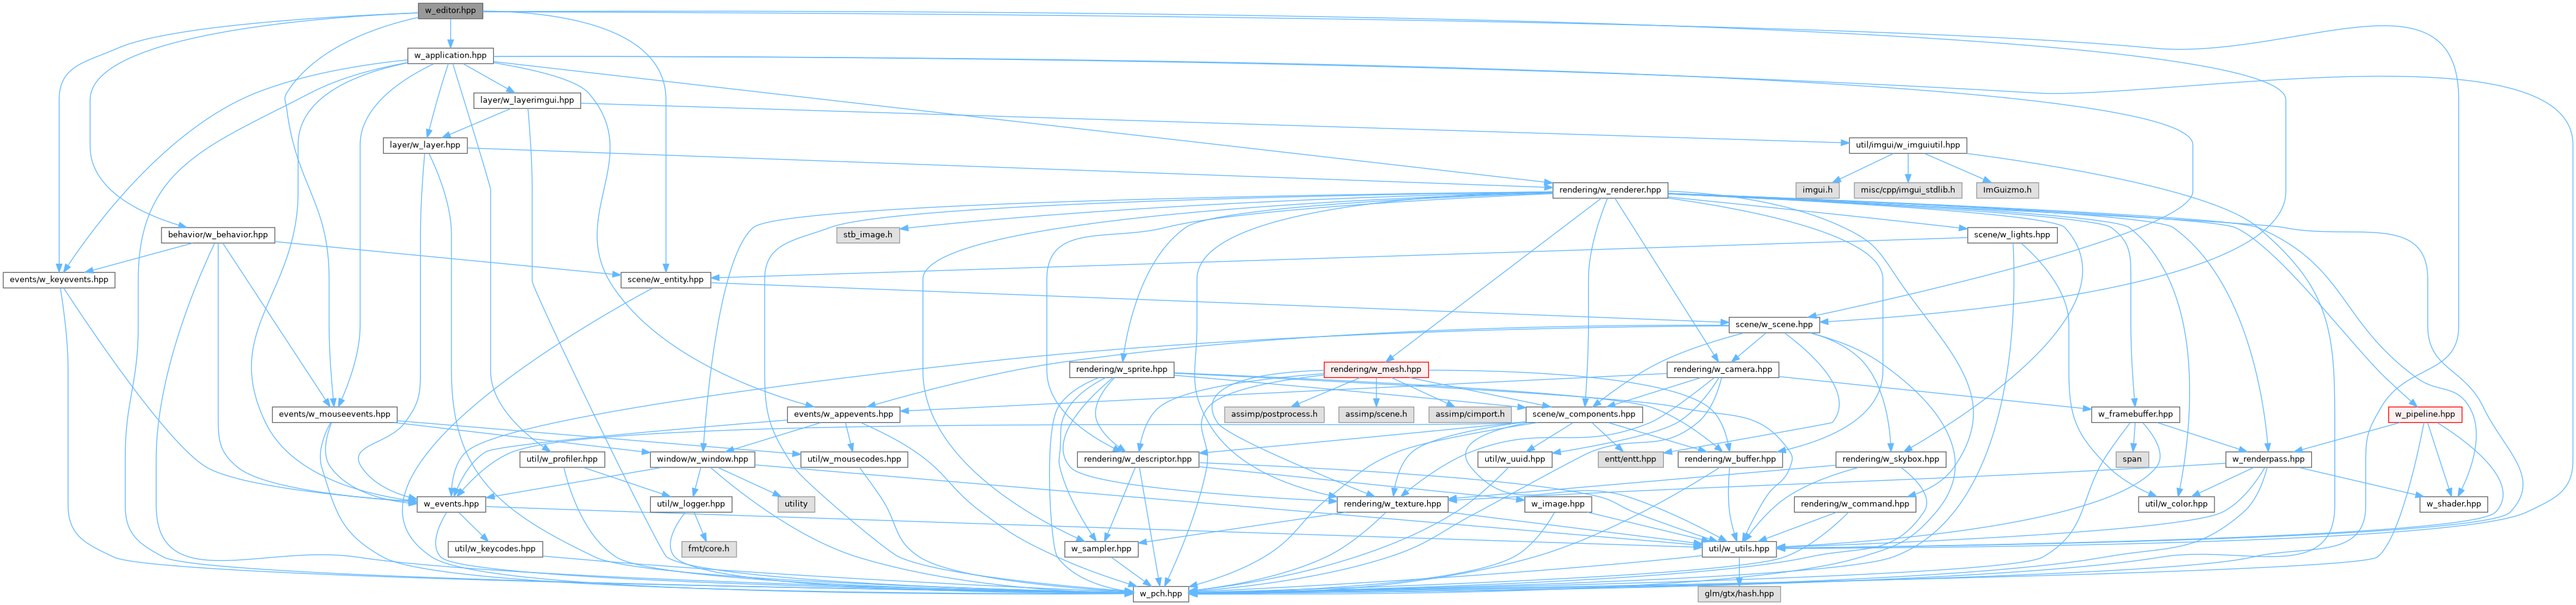 w_editor.hpp
w_application.hpp
layer/w_layerimgui.hpp
layer/w_layer.hpp
util/imgui/w_imguiutil.hpp
rendering/w_renderer.hpp
imgui.h
misc/cpp/imgui_stdlib.h
ImGuizmo.h
behavior/w_behavior.hpp
stb_image.h
scene/w_lights.hpp
events/w_keyevents.hpp
scene/w_entity.hpp
scene/w_scene.hpp
rendering/w_sprite.hpp
rendering/w_mesh.hpp
rendering/w_camera.hpp
events/w_mouseevents.hpp
events/w_appevents.hpp
assimp/postprocess.h
assimp/scene.h
assimp/cimport.h
scene/w_components.hpp
w_framebuffer.hpp
w_pipeline.hpp
util/w_profiler.hpp
window/w_window.hpp
util/w_mousecodes.hpp
rendering/w_descriptor.hpp
util/w_uuid.hpp
entt/entt.hpp
rendering/w_buffer.hpp
rendering/w_skybox.hpp
span
w_renderpass.hpp
w_events.hpp
util/w_logger.hpp
utility
rendering/w_texture.hpp
w_image.hpp
rendering/w_command.hpp
util/w_color.hpp
w_shader.hpp
util/w_keycodes.hpp
fmt/core.h
w_sampler.hpp
util/w_utils.hpp
w_pch.hpp
glm/gtx/hash.hpp